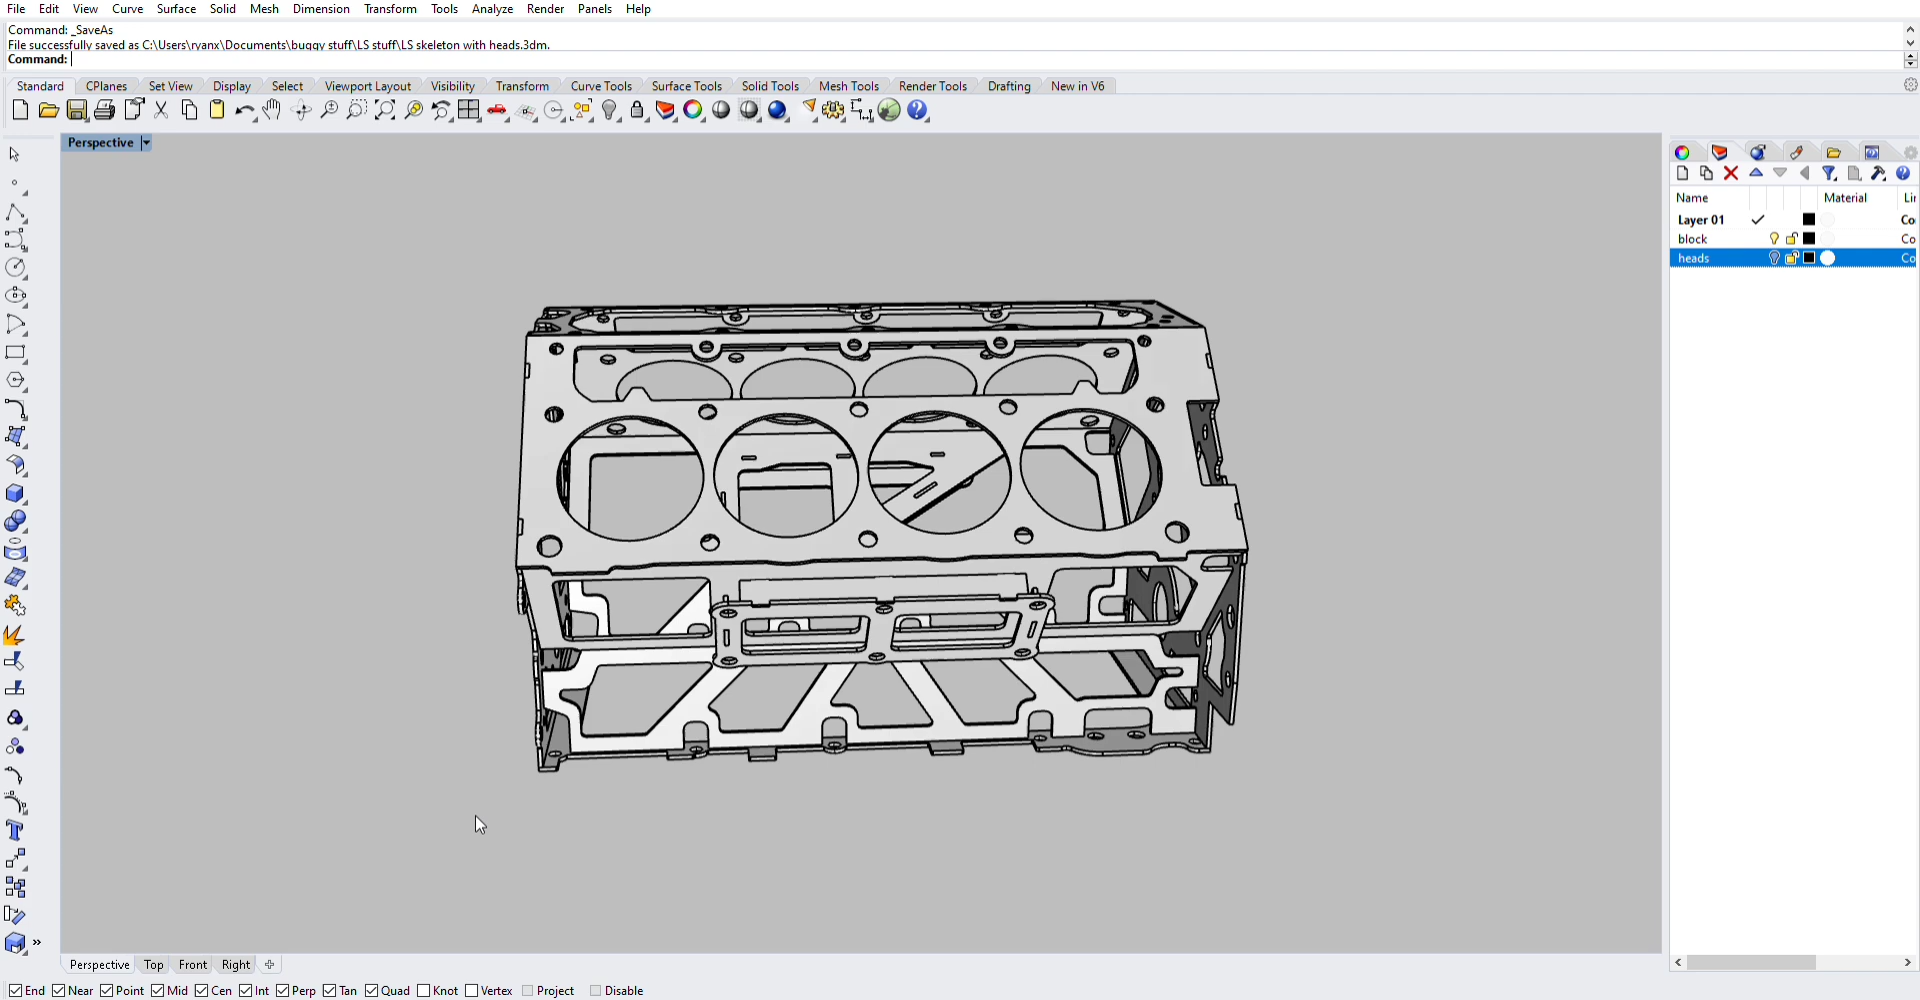 File Edit View Curve Surface Solid Mesh Dimension Transform Tools Analyze Render Panels Help
Command: _SaveAs
File successfully saved as C:\Users\ryanx\Documents\buggy stuff\LS stuff\LS skeleton with heads.3dm.
Command:
Standard CPlanes Set View Display Select Viewport Layout Visibility Transform Curve Tools Surface Tools Solid Tools Mesh Tools Render Tools Drafting New in V6
Perspective
Name Material Lir
Layer 01 Co
block Co
heads Co
Perspective Top Front Right
End Near Point Mid Cen Int Perp Tan Quad Knot Vertex Project Disable